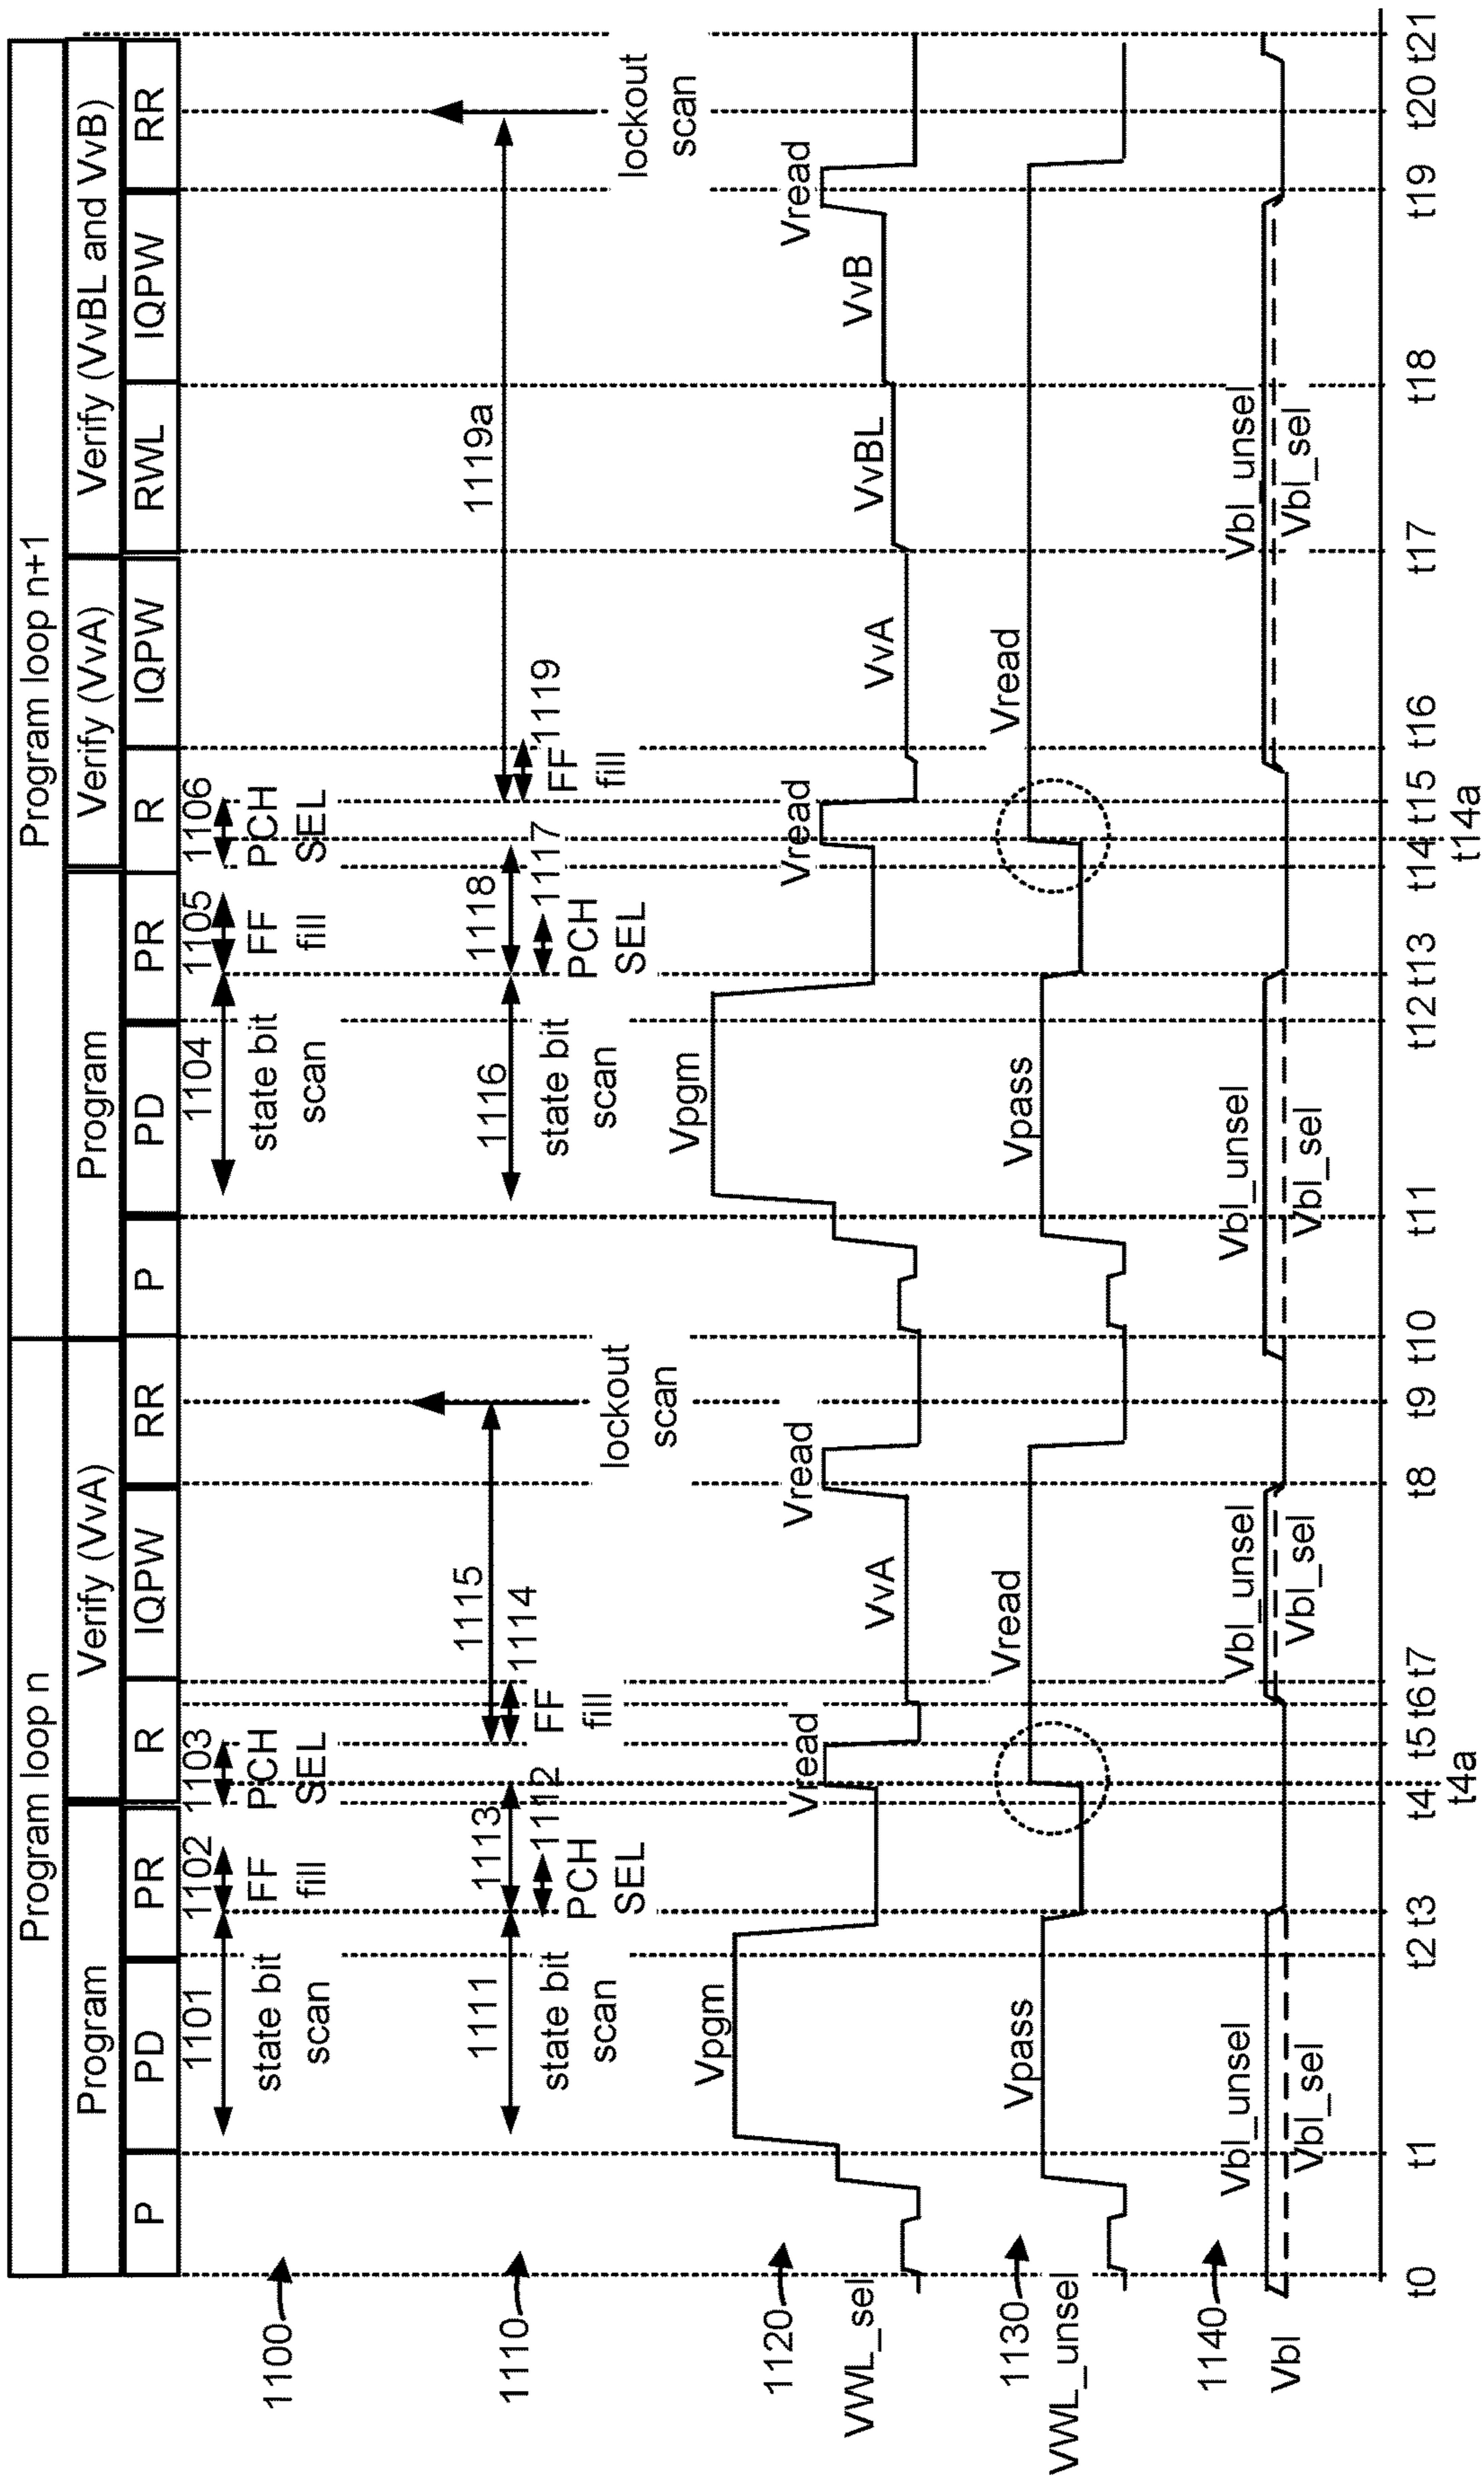 Program loop n
Program loop n+1
Program
Verify (VvA)
Program
Verify (VvA)
Verify (VvBL and VvB)
P
PD
PR
R
IQPW
RR
P
PD
PR
R
IQPW
RWL
IQPW
RR
1100
1101
state bit
scan
1102
FF
fill
1103
PCH
SEL
1104
state bit
scan
1105
FF
fill
1106
PCH
SEL
1110
1111
state bit
scan
1113
1112
PCH
SEL
1115
1114
FF
fill
lockout
scan
1116
state bit
scan
1118
1117
PCH
SEL
1119
FF
fill
1119a
lockout
scan
1120
VWL_sel
Vpgm
Vread
VvA
Vread
Vpgm
Vread
VvA
VvBL
VvB
Vread
1130
VWL_unsel
Vpass
Vread
Vpass
Vread
1140
Vbl
Vbl_unsel
Vbl_sel
Vbl_unsel
Vbl_sel
Vbl_unsel
Vbl_sel
Vbl_unsel
Vbl_sel
t0
t1
t2
t3
t4
t5
t6
t7
t8
t9
t10
t11
t12
t13
t14
t15
t16
t17
t18
t19
t20
t21
t4a
t14a